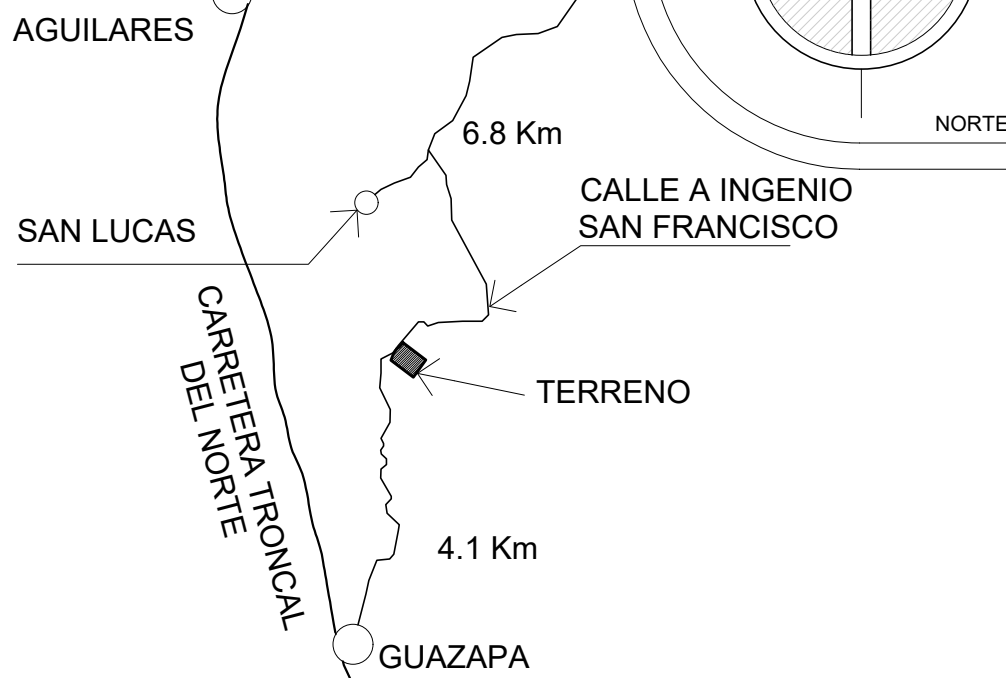 AGUILARES
6.8 Km
NORTE
CALLE A INGENIO
SAN FRANCISCO
SAN LUCAS
CARRETERA TRONCAL
DEL NORTE
TERRENO
4.1 Km
GUAZAPA